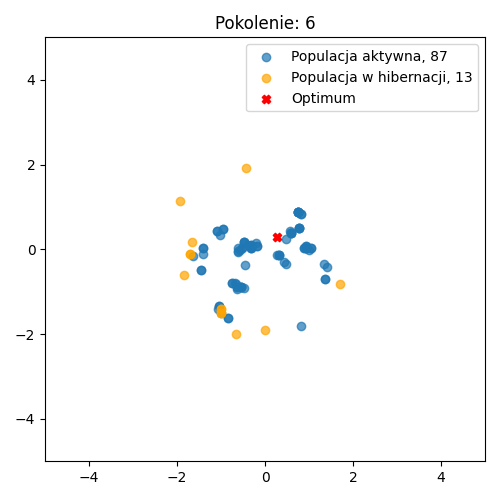 Pokolenie: 6
Populacja aktywna, 87
Populacja w hibernacji, 13
Optimum
4
2
0
−2
−4
−4
−2
0
2
4